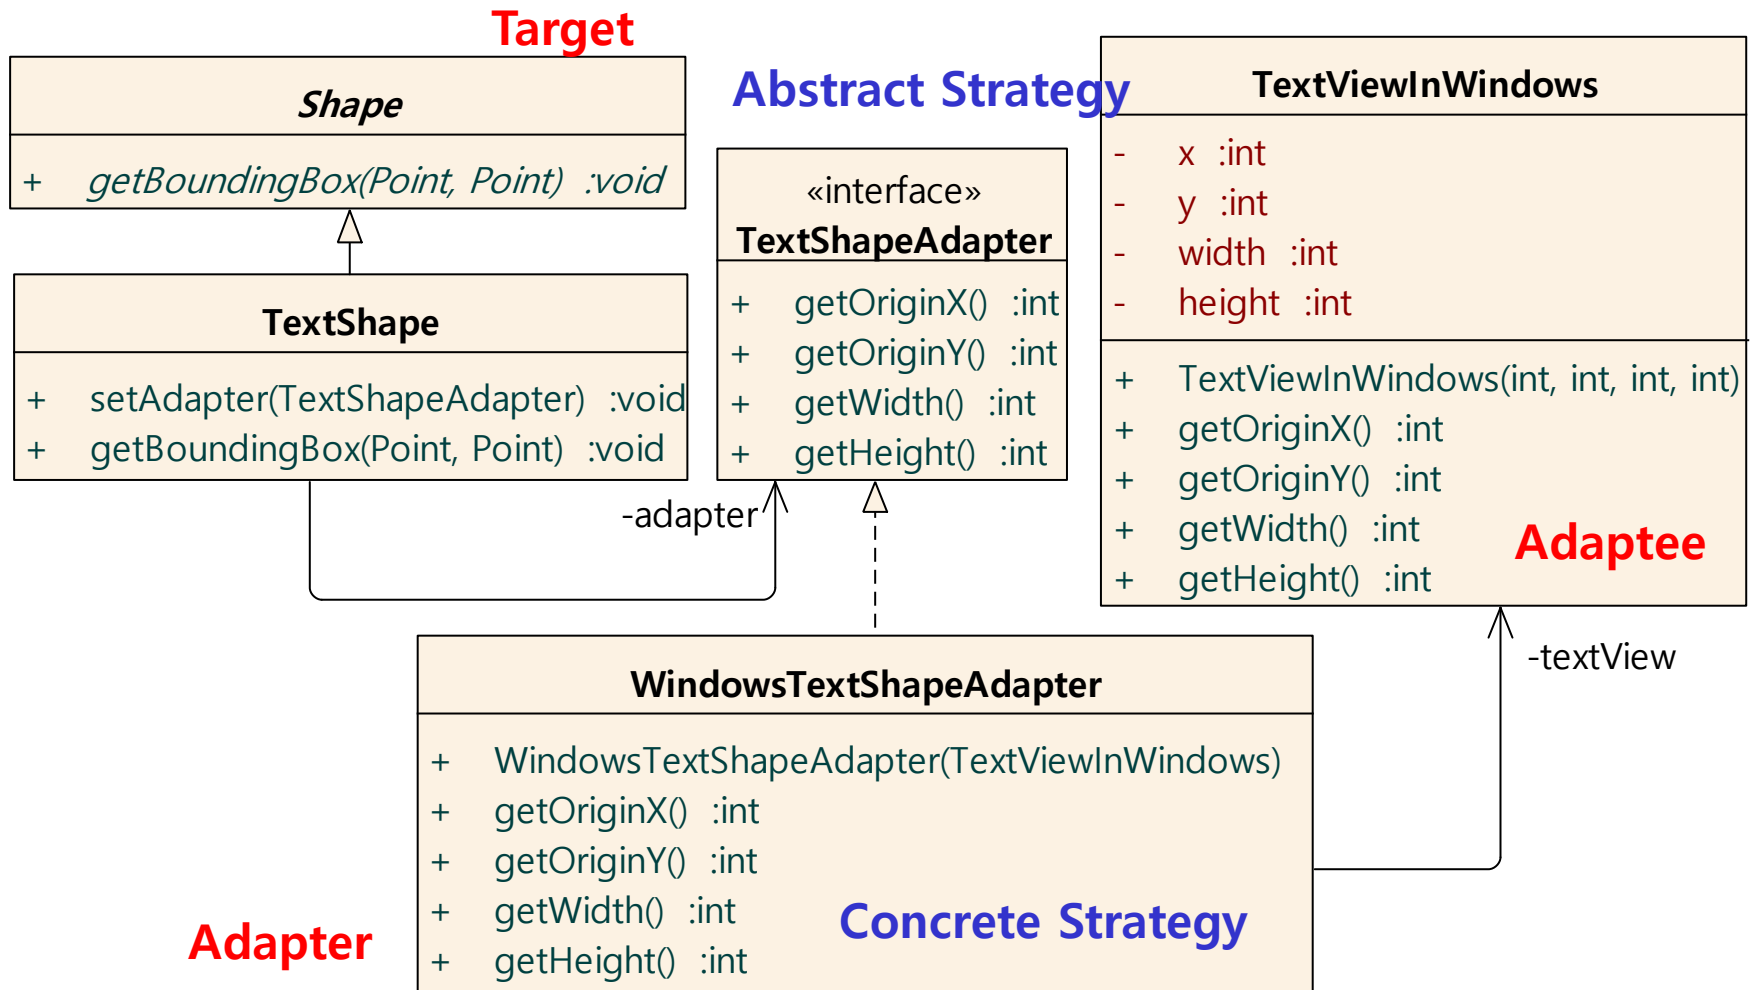 Target
Shape
+ getBoundingBox(Point, Point) :void
TextShape
+ setAdapter(TextShapeAdapter) :void
+ getBoundingBox(Point, Point) :void
Abstract Strategy
«interface»
TextShapeAdapter
+ getOriginX() :int
+ getOriginY() :int
+ getWidth() :int
+ getHeight() :int
-adapter
TextViewInWindows
- x :int
- y :int
- width :int
- height :int
+ TextViewInWindows(int, int, int, int)
+ getOriginX() :int
+ getOriginY() :int
+ getWidth() :int
+ getHeight() :int
Adaptee
-textView
WindowsTextShapeAdapter
+ WindowsTextShapeAdapter(TextViewInWindows)
+ getOriginX() :int
+ getOriginY() :int
+ getWidth() :int
+ getHeight() :int
Concrete Strategy
Adapter